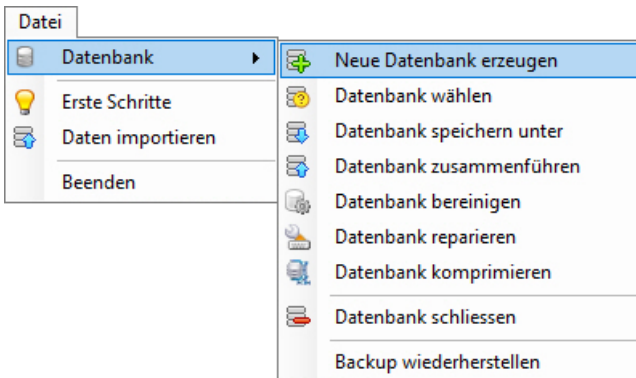 Datei
Datenbank
Erste Schritte
Daten importieren
Beenden
Neue Datenbank erzeugen
Datenbank wählen
Datenbank speichern unter
Datenbank zusammenführen
Datenbank bereinigen
Datenbank reparieren
Datenbank komprimieren
Datenbank schliessen
Backup wiederherstellen